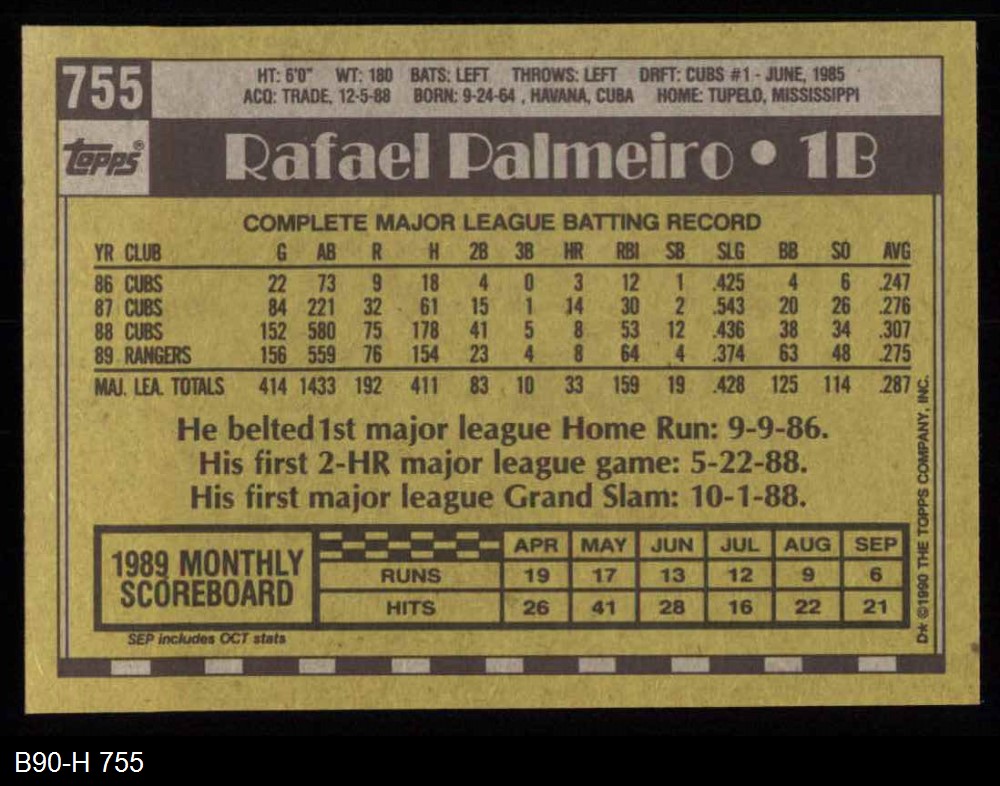 755
HT: 6'0" WT: 180 BATS: LEFT THROWS: LEFT DRFT: CUBS #1 - JUNE, 1985
ACQ: TRADE, 12-5-88 BORN: 9-24-64 , HAVANA, CUBA HOME: TUPELO, MISSISSIPPI
topps®
Rafael Palmeiro • 1B
COMPLETE MAJOR LEAGUE BATTING RECORD
YR CLUB G AB R H 2B 3B HR RBI SB SLG BB SO AVG
86 CUBS 22 73 9 18 4 0 3 12 1 .425 4 6 .247
87 CUBS 84 221 32 61 15 1 14 30 2 .543 20 26 .276
88 CUBS 152 580 75 178 41 5 8 53 12 .436 38 34 .307
89 RANGERS 156 559 76 154 23 4 8 64 4 .374 63 48 .275
MAJ. LEA. TOTALS 414 1433 192 411 83 10 33 159 19 .428 125 114 .287
He belted 1st major league Home Run: 9-9-86.
His first 2-HR major league game: 5-22-88.
His first major league Grand Slam: 10-1-88.
1989 MONTHLY
SCOREBOARD
APR MAY JUN JUL AUG SEP
RUNS 19 17 13 12 9 6
HITS 26 41 28 16 22 21
SEP includes OCT stats
D* ©1990 THE TOPPS COMPANY, INC.
B90-H 755